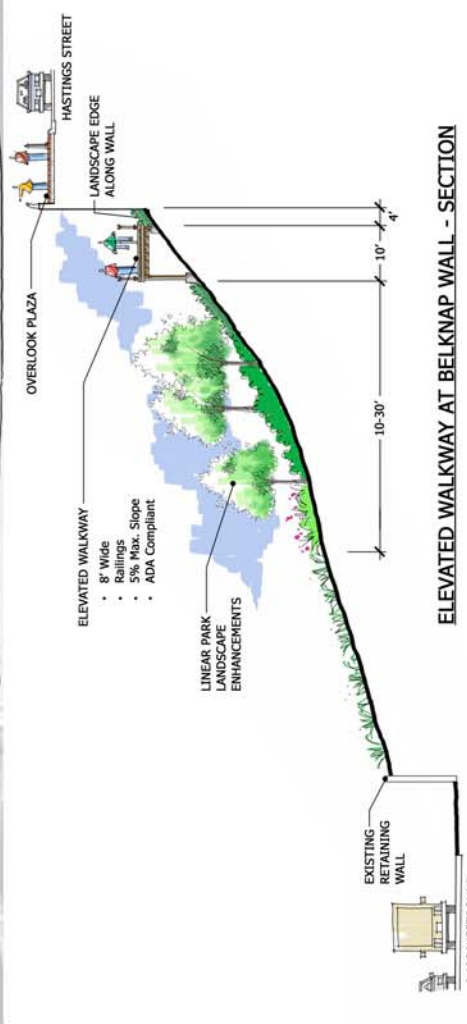 HASTINGS STREET
OVERLOOK PLAZA
LANDSCAPE EDGE
ALONG WALL
ELEVATED WALKWAY
• 8' Wide
• Railings
• 5% Max. Slope
• ADA Compliant
LINEAR PARK
LANDSCAPE
ENHANCEMENTS
EXISTING
RETAINING
WALL
10-30'
10'
4'
ELEVATED WALKWAY AT BELKNAP WALL - SECTION